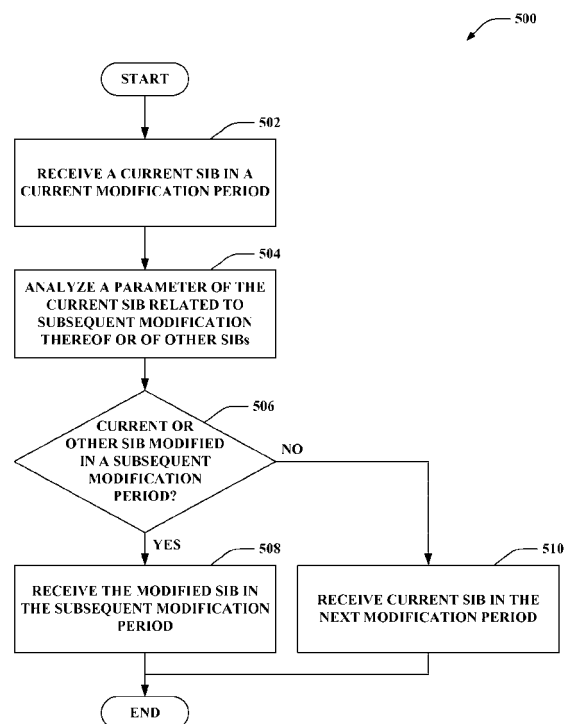 500
START
502
RECEIVE A CURRENT SIB IN A
CURRENT MODIFICATION PERIOD
504
ANALYZE A PARAMETER OF THE
CURRENT SIB RELATED TO
SUBSEQUENT MODIFICATION
THEREOF OR OF OTHER SIBs
506
CURRENT OR
OTHER SIB MODIFIED
IN A SUBSEQUENT
MODIFICATION
PERIOD?
NO
YES
508
RECEIVE THE MODIFIED SIB IN
THE SUBSEQUENT MODIFICATION
PERIOD
510
RECEIVE CURRENT SIB IN THE
NEXT MODIFICATION PERIOD
END